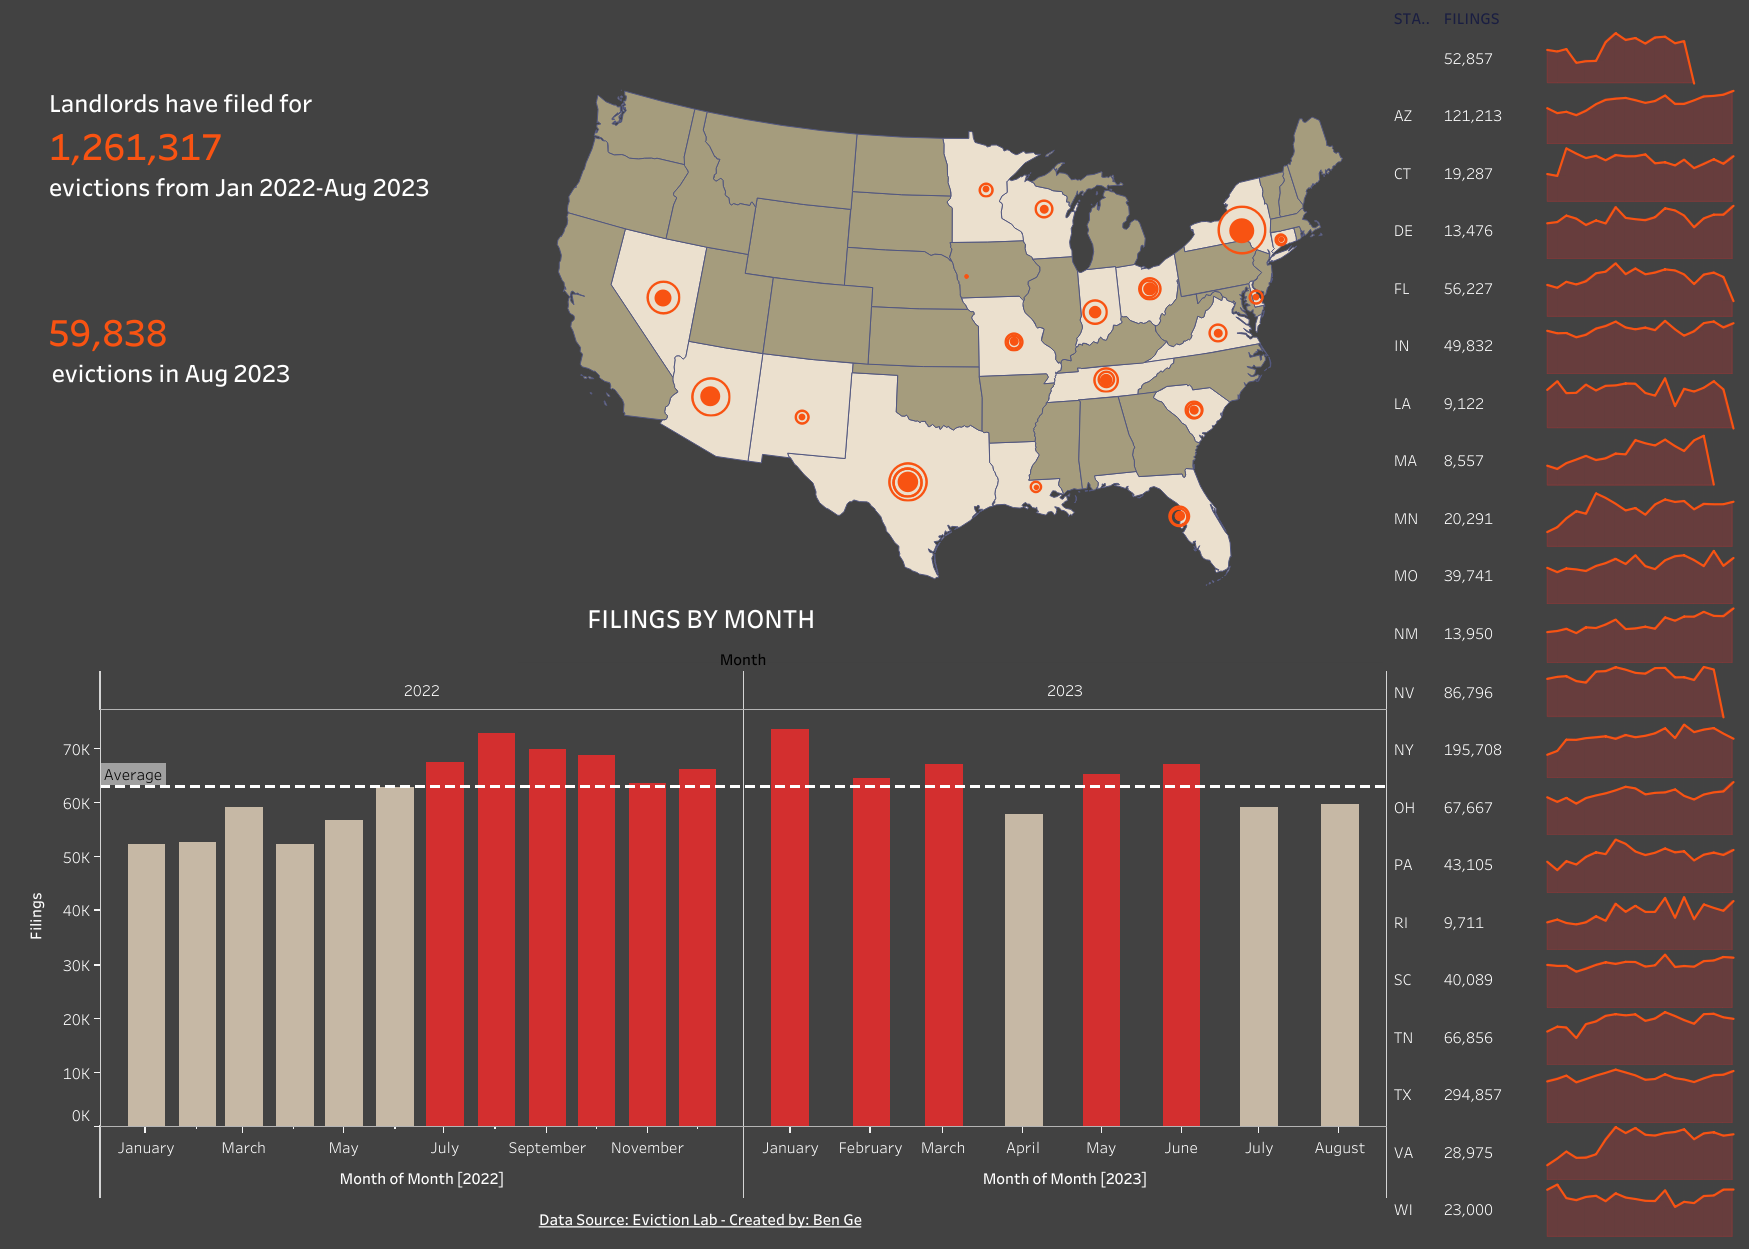 Landlords have filed for
1,261,317
evictions from Jan 2022-Aug 2023
59,838
evictions in Aug 2023
STA.. FILINGS
52,857
AZ 121,213
CT 19,287
DE 13,476
FL 56,227
IN 49,832
LA 9,122
MA 8,557
MN 20,291
MO 39,741
NM 13,950
NV 86,796
NY 195,708
OH 67,667
PA 43,105
RI 9,711
SC 40,089
TN 66,856
TX 294,857
VA 28,975
WI 23,000
FILINGS BY MONTH
Month
2022 2023
Filings
70K
Average
60K
50K
40K
30K
20K
10K
0K
January March May July September November January February March April May June July August
Month of Month [2022] Month of Month [2023]
Data Source: Eviction Lab - Created by: Ben Ge